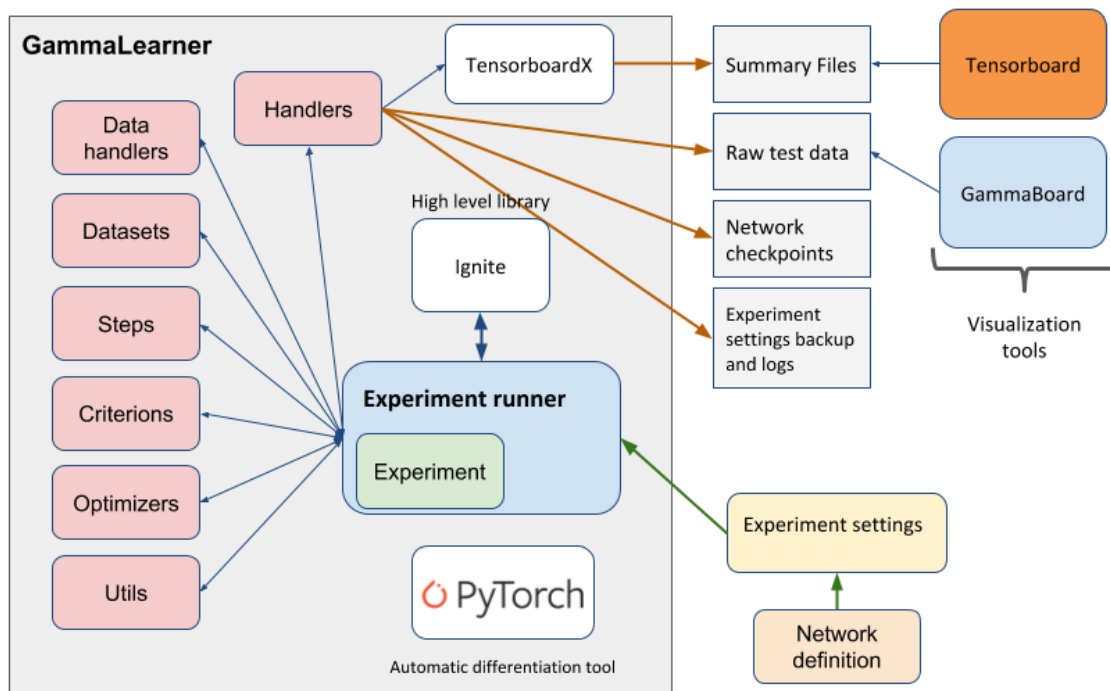 GammaLearner
TensorboardX
Summary Files
Tensorboard
Handlers
Data
handlers
Raw test data
GammaBoard
High level library
Datasets
Network
checkpoints
Ignite
Steps
Experiment
settings backup
and logs
Visualization
tools
Experiment runner
Criterions
Experiment
Optimizers
Experiment settings
Utils
PyTorch
Network
definition
Automatic differentiation tool